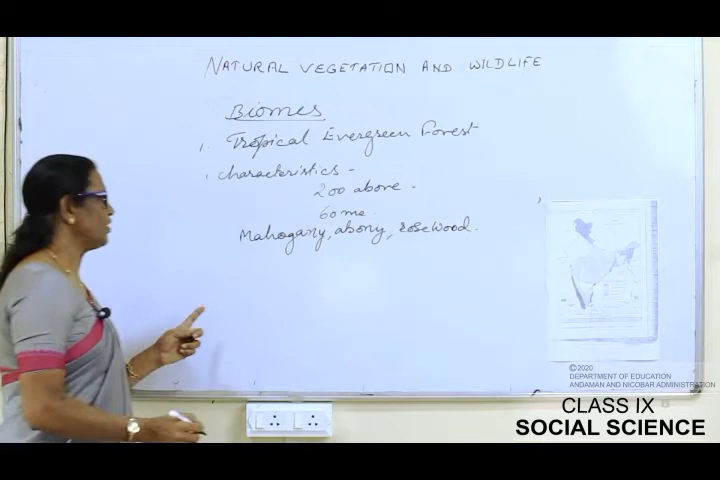 NATURAL VEGETATION AND WILDLIFE
Biomes
1. Tropical Evergreen Forest
characteristics -
200 above -
60 me
Mahogany, abony, rosewood.
©2020
DEPARTMENT OF EDUCATION
ANDAMAN AND NICOBAR ADMINISTRATION
CLASS IX
SOCIAL SCIENCE